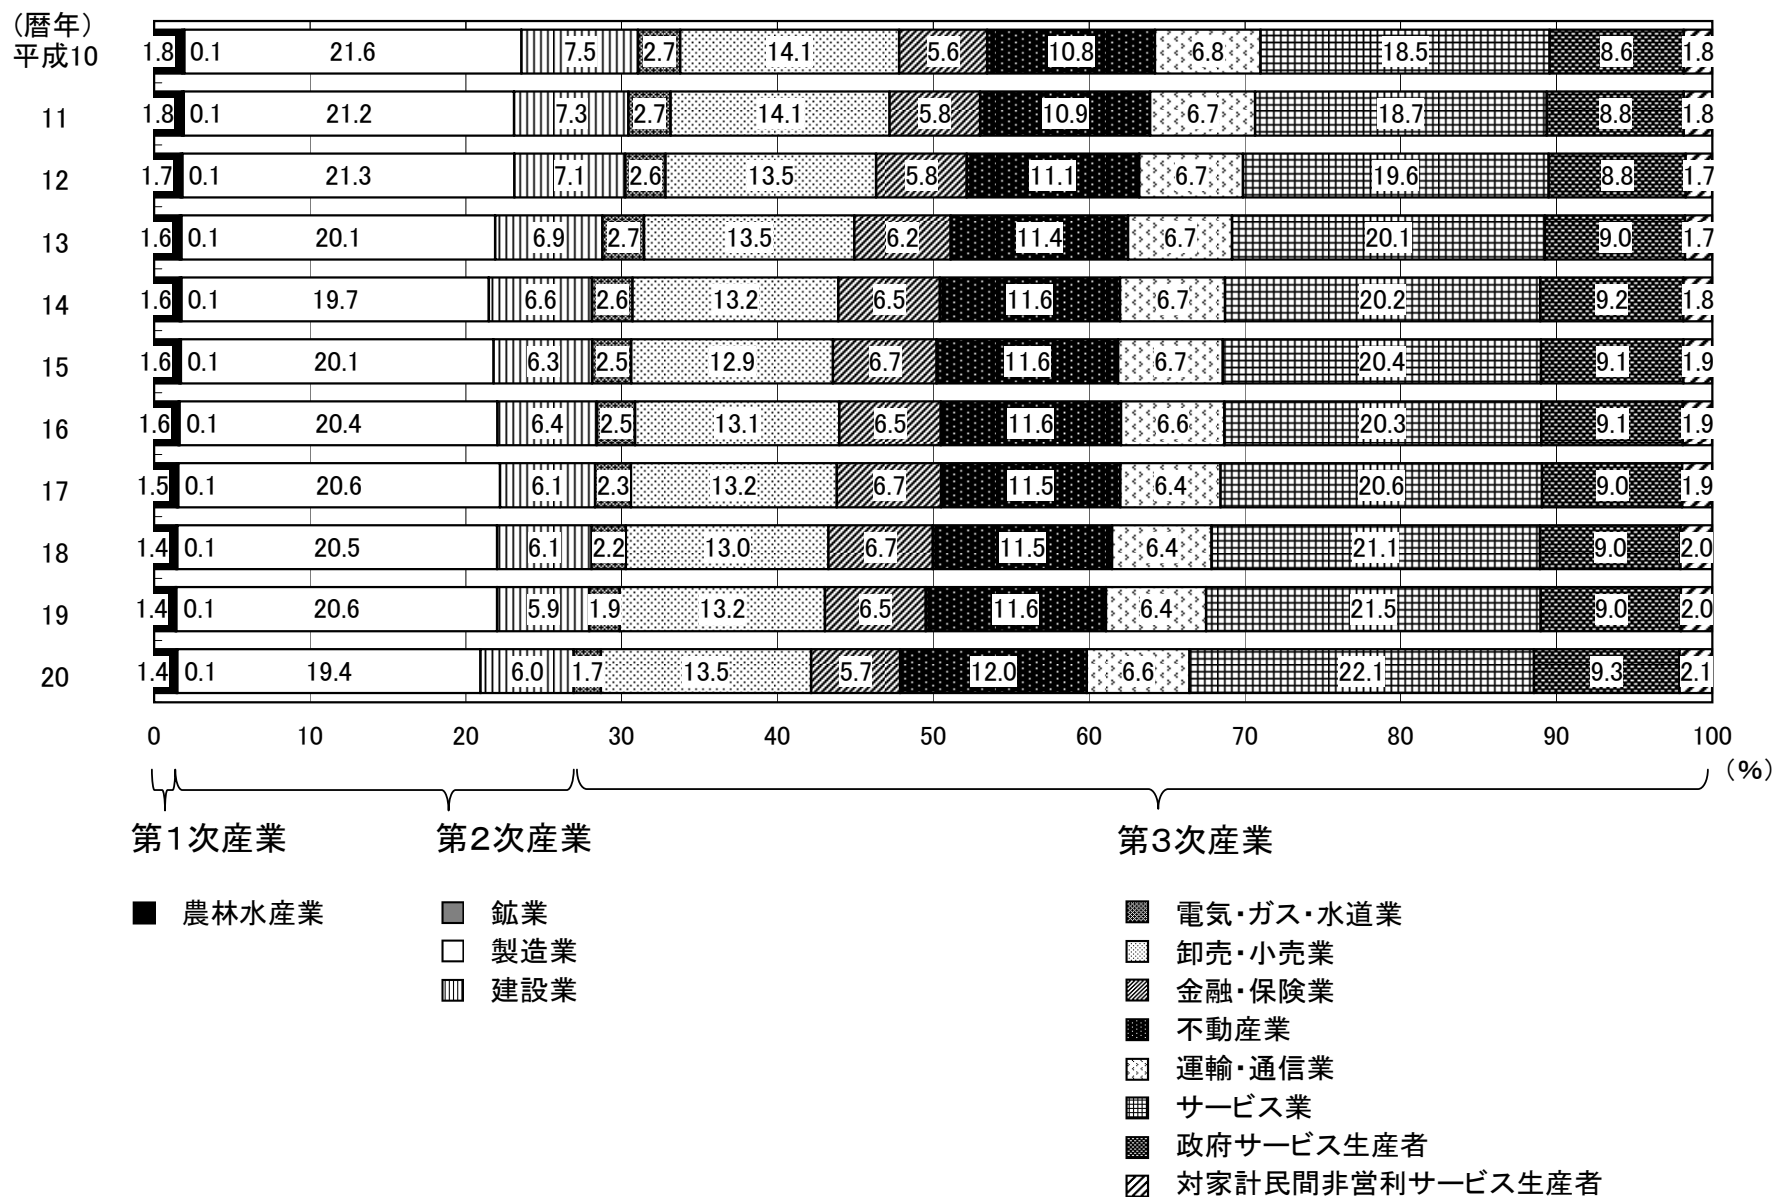 (暦年)
平成10 1.8 0.1 21.6 7.5 2.7 14.1 5.6 10.8 6.8 18.5 8.6 1.8
11 1.8 0.1 21.2 7.3 2.7 14.1 5.8 10.9 6.7 18.7 8.8 1.8
12 1.7 0.1 21.3 7.1 2.6 13.5 5.8 11.1 6.7 19.6 8.8 1.7
13 1.6 0.1 20.1 6.9 2.7 13.5 6.2 11.4 6.7 20.1 9.0 1.7
14 1.6 0.1 19.7 6.6 2.6 13.2 6.5 11.6 6.7 20.2 9.2 1.8
15 1.6 0.1 20.1 6.3 2.5 12.9 6.7 11.6 6.7 20.4 9.1 1.9
16 1.6 0.1 20.4 6.4 2.5 13.1 6.5 11.6 6.6 20.3 9.1 1.9
17 1.5 0.1 20.6 6.1 2.3 13.2 6.7 11.5 6.4 20.6 9.0 1.9
18 1.4 0.1 20.5 6.1 2.2 13.0 6.7 11.5 6.4 21.1 9.0 2.0
19 1.4 0.1 20.6 5.9 1.9 13.2 6.5 11.6 6.4 21.5 9.0 2.0
20 1.4 0.1 19.4 6.0 1.7 13.5 5.7 12.0 6.6 22.1 9.3 2.1
0 10 20 30 40 50 60 70 80 90 100
(%)
第1次産業 第2次産業 第3次産業
農林水産業 鉱業 電気・ガス・水道業
製造業 卸売・小売業
建設業 金融・保険業
不動産業
運輸・通信業
サービス業
政府サービス生産者
対家計民間非営利サービス生産者